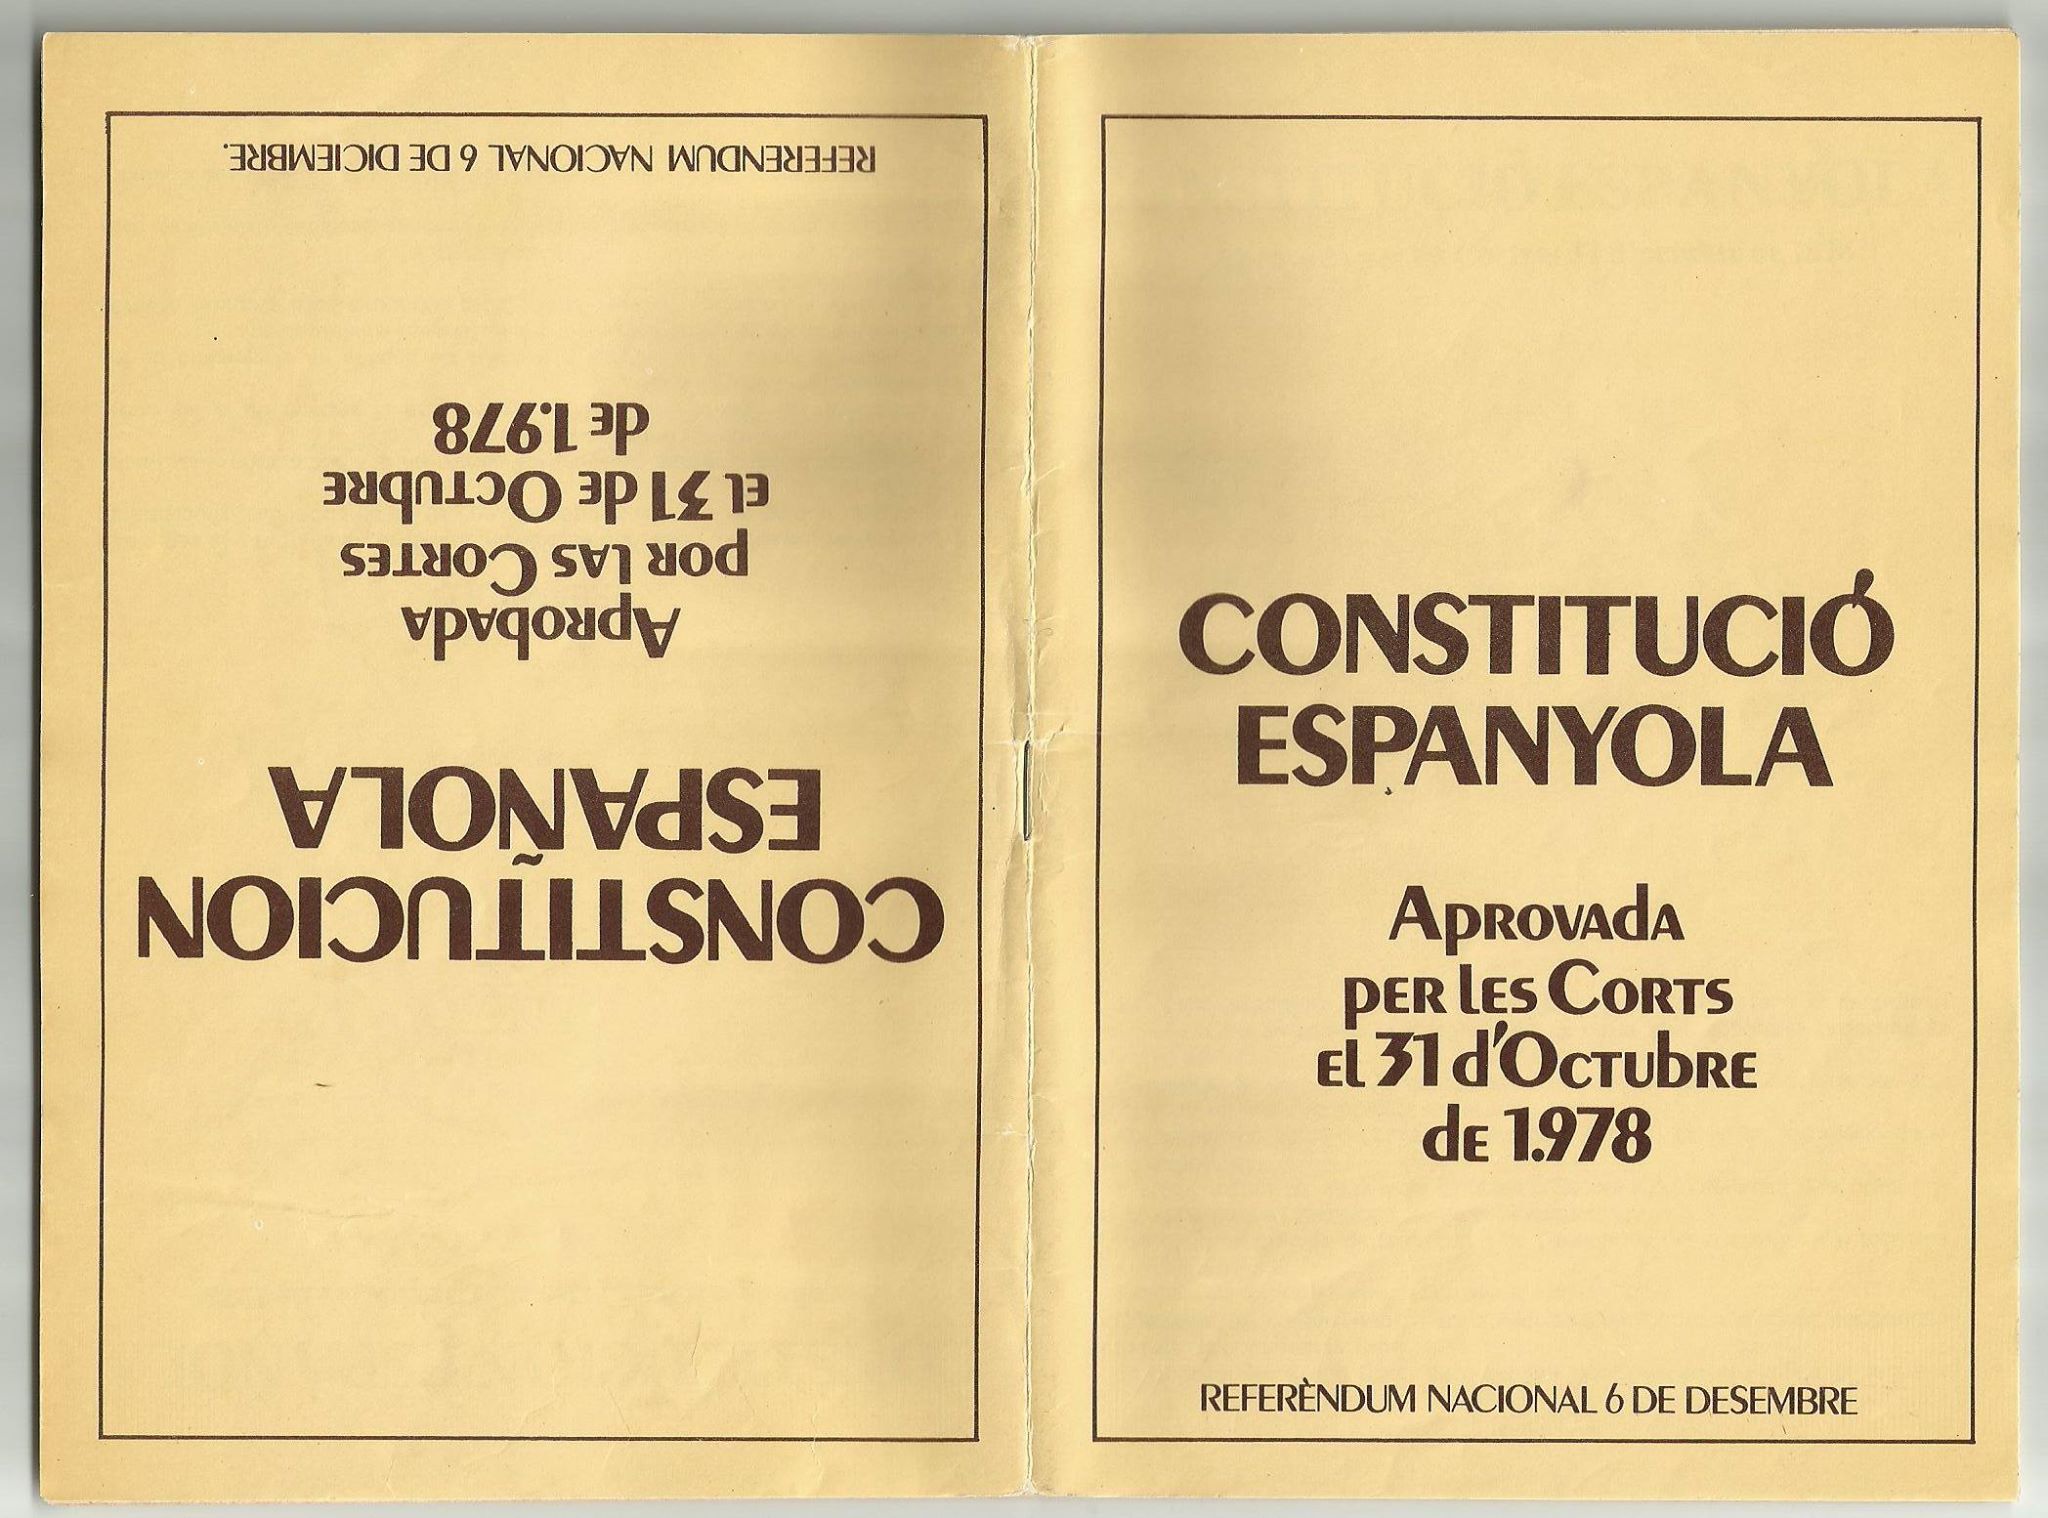 CONSTITUCION
ESPAÑOLA
Aprobada
por las Cortes
el 31 de Octubre
de 1.978
REFERENDUM NACIONAL 6 DE DICIEMBRE.
CONSTITUCIÓ
ESPANYOLA
Aprovada
per les Corts
el 31 d'Octubre
de 1.978
REFERÈNDUM NACIONAL 6 DE DESEMBRE